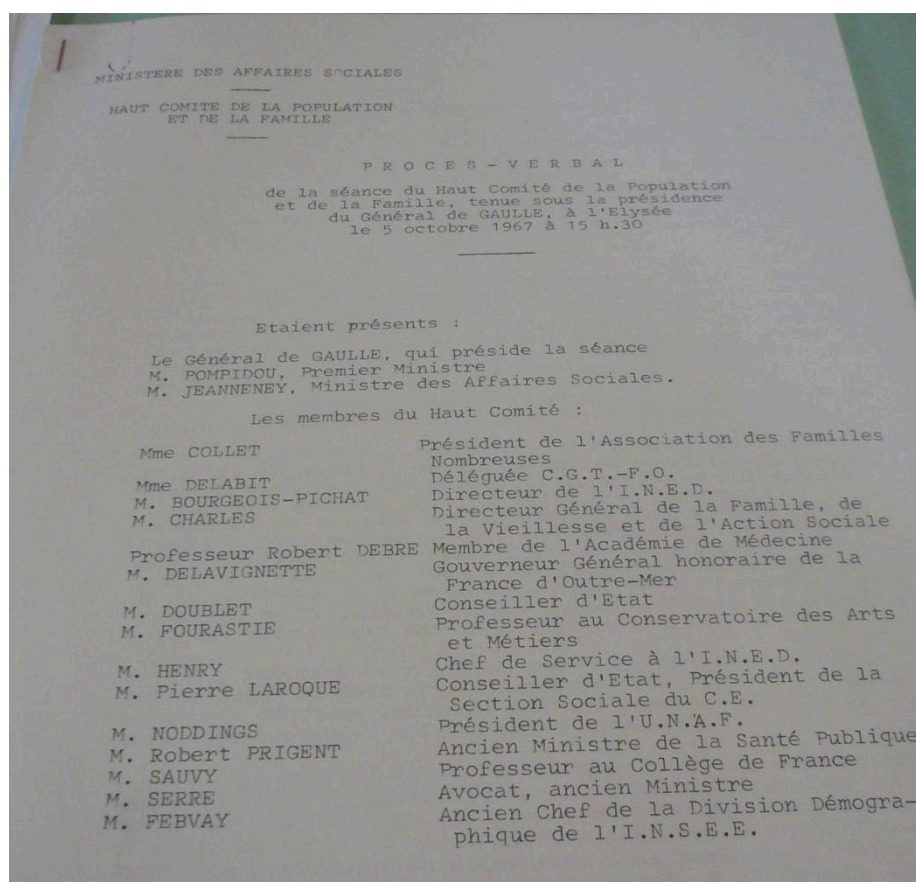 MINISTERE DES AFFAIRES SOCIALES
HAUT COMITE DE LA POPULATION
ET DE LA FAMILLE
PROCES-VERBAL
de la séance du Haut Comité de la Population
et de la Famille, tenue sous la présidence
du Général de GAULLE, à l'Elysée
le 5 octobre 1967 à 15 h.30
Etaient présents :
Le Général de GAULLE, qui préside la séance
M. POMPIDOU, Premier Ministre
M. JEANNENEY, Ministre des Affaires Sociales.
Les membres du Haut Comité :
Mme COLLET Président de l'Association des Familles
Nombreuses
Mme DELABIT Déléguée C.G.T.-F.O.
M. BOURGEOIS-PICHAT Directeur de l'I.N.E.D.
M. CHARLES Directeur Général de la Famille, de
la Vieillesse et de l'Action Sociale
Professeur Robert DEBRE Membre de l'Académie de Médecine
M. DELAVIGNETTE Gouverneur Général honoraire de la
France d'Outre-Mer
M. DOUBLET Conseiller d'Etat
M. FOURASTIE Professeur au Conservatoire des Arts
et Métiers
M. HENRY Chef de Service à l'I.N.E.D.
M. Pierre LAROQUE Conseiller d'Etat, Président de la
Section Sociale du C.E.
M. NODDINGS Président de l'U.N.A.F.
M. Robert PRIGENT Ancien Ministre de la Santé Publique
M. SAUVY Professeur au Collège de France
M. SERRE Avocat, ancien Ministre
M. FEBVAY Ancien Chef de la Division Démogra-
phique de l'I.N.S.E.E.